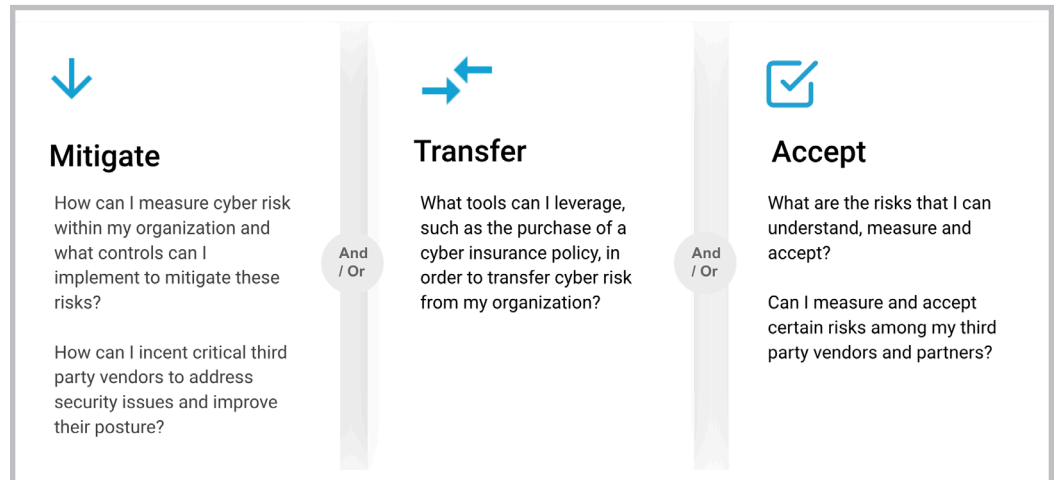 Mitigate
How can I measure cyber risk
within my organization and
what controls can I
implement to mitigate these
risks?
How can I incent critical third
party vendors to address
security issues and improve
their posture?
And
/ Or
Transfer
What tools can I leverage,
such as the purchase of a
cyber insurance policy, in
order to transfer cyber risk
from my organization?
And
/ Or
Accept
What are the risks that I can
understand, measure and
accept?
Can I measure and accept
certain risks among my third
party vendors and partners?